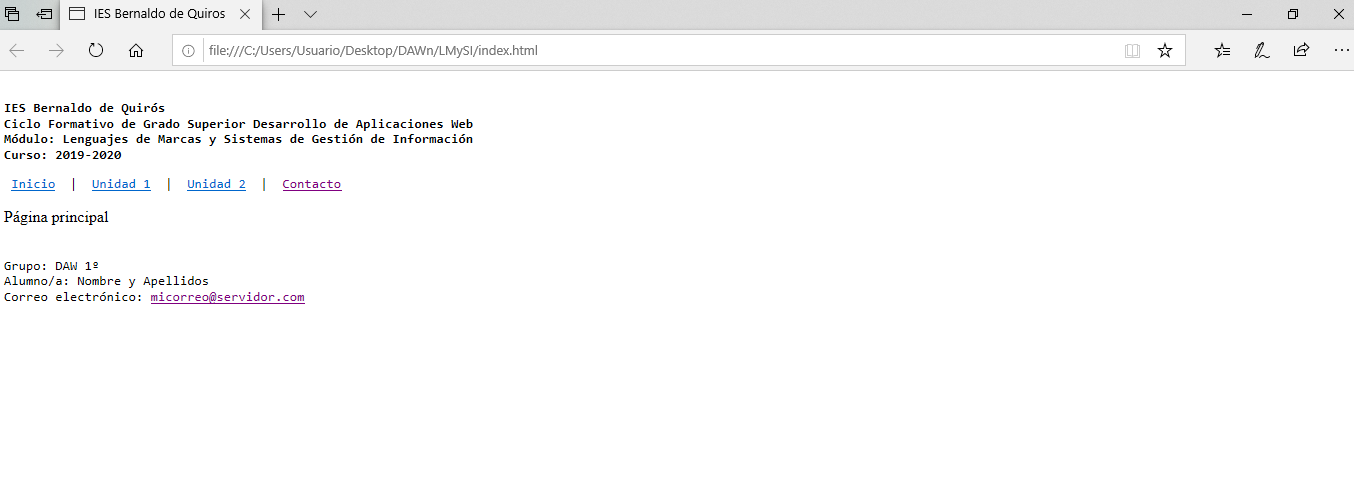 IES Bernaldo de Quiros
file:///C:/Users/Usuario/Desktop/DAWn/LMySI/index.html
IES Bernaldo de Quirós
Ciclo Formativo de Grado Superior Desarrollo de Aplicaciones Web
Módulo: Lenguajes de Marcas y Sistemas de Gestión de Información
Curso: 2019-2020
Inicio | Unidad 1 | Unidad 2 | Contacto
Página principal
Grupo: DAW 1º
Alumno/a: Nombre y Apellidos
Correo electrónico: micorreo@servidor.com